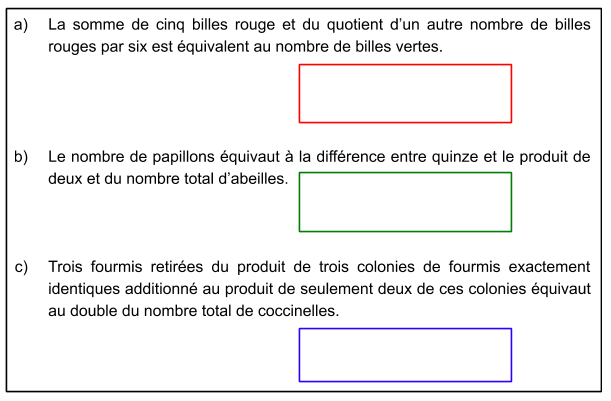 a) La somme de cinq billes rouge et du quotient d’un autre nombre de billes
rouges par six est équivalent au nombre de billes vertes.
b) Le nombre de papillons équivaut à la différence entre quinze et le produit de
deux et du nombre total d’abeilles.
c) Trois fourmis retirées du produit de trois colonies de fourmis exactement
identiques additionné au produit de seulement deux de ces colonies équivaut
au double du nombre total de coccinelles.